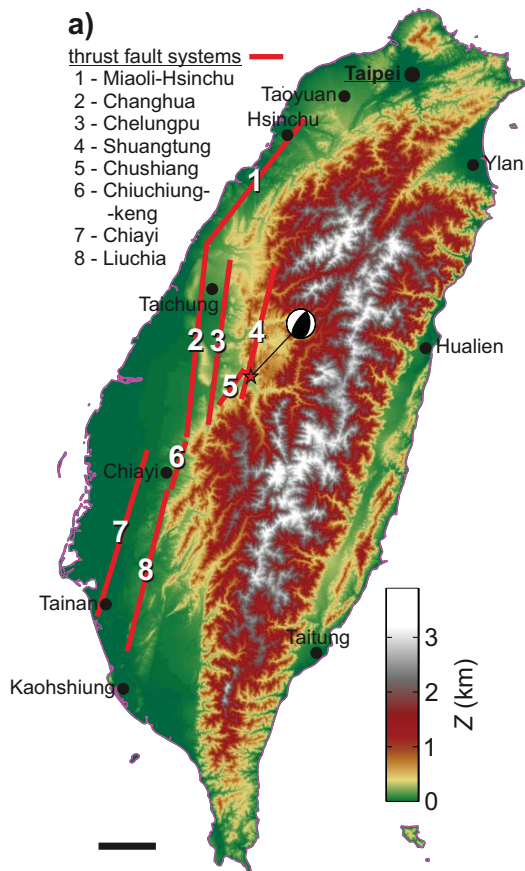 a)
thrust fault systems
1 - Miaoli-Hsinchu
2 - Changhua
3 - Chelungpu
4 - Shuangtung
5 - Chushiang
6 - Chiuchiung-
-keng
7 - Chiayi
8 - Liuchia
Taipei
Taoyuan
Hsinchu
Ylan
1
Taichung
2
3
4
Hualien
5
6
Chiayi
7
8
Tainan
Taitung
Kaohshiung
3
2
1
0
Z (km)